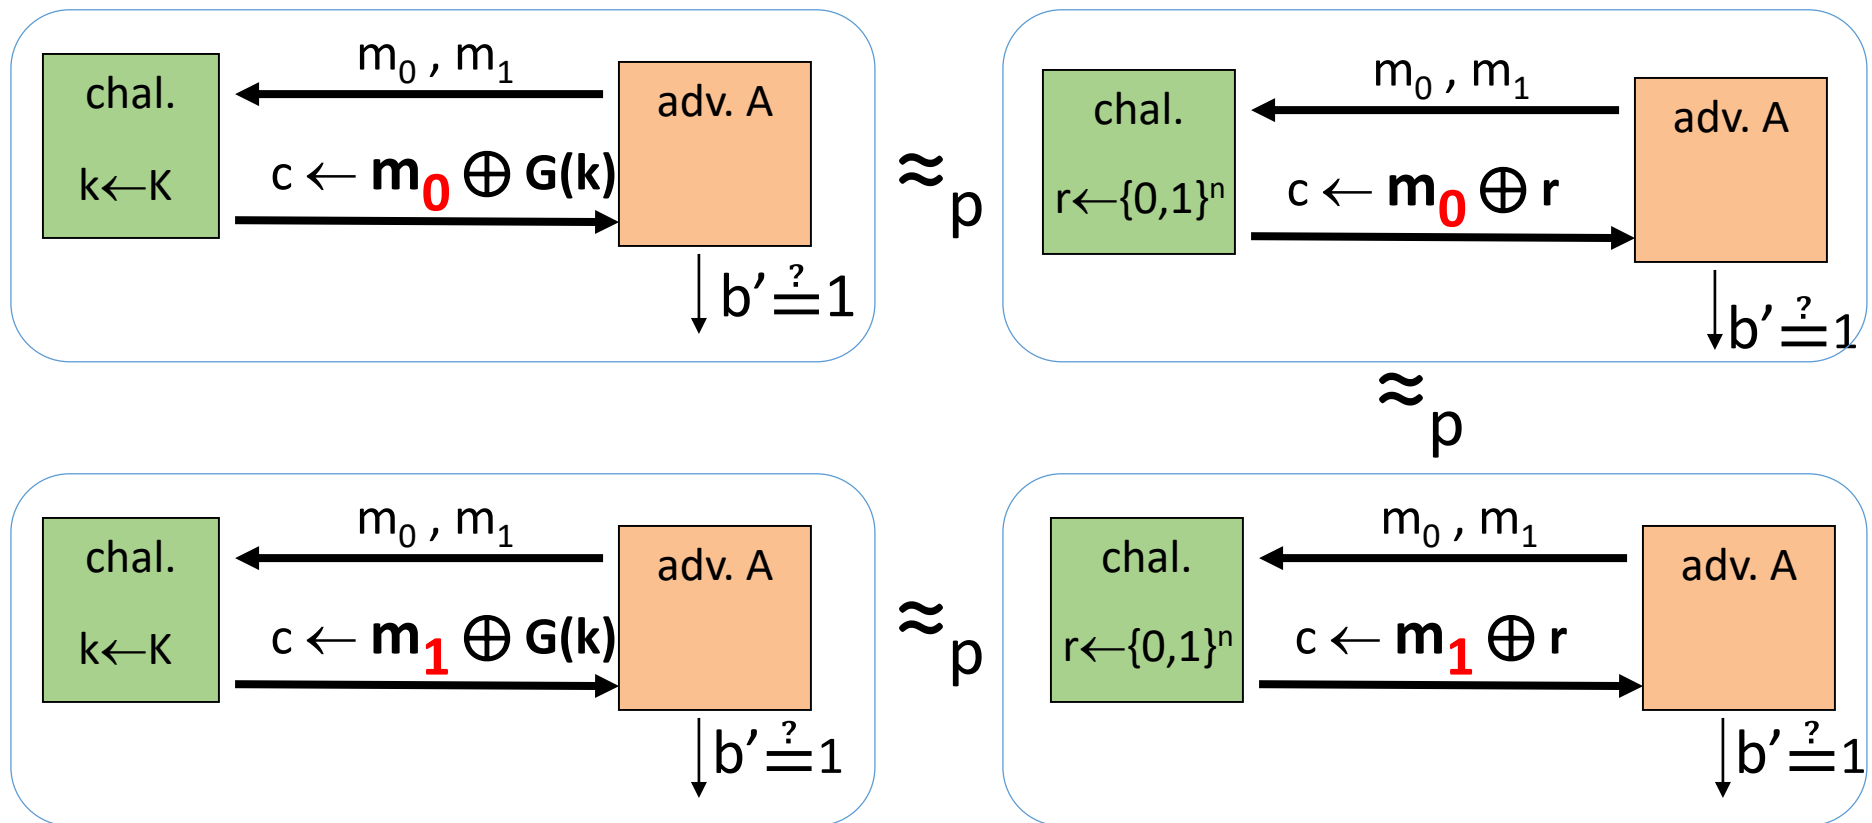 m₀ , m₁
chal.
adv. A
k←K
c ← m₀ ⊕ G(k)
b′ ≟ 1
≈p
m₀ , m₁
chal.
adv. A
r←{0,1}ⁿ
c ← m₀ ⊕ r
b′ ≟ 1
≈p
m₀ , m₁
chal.
adv. A
k←K
c ← m₁ ⊕ G(k)
b′ ≟ 1
≈p
m₀ , m₁
chal.
adv. A
r←{0,1}ⁿ
c ← m₁ ⊕ r
b′ ≟ 1